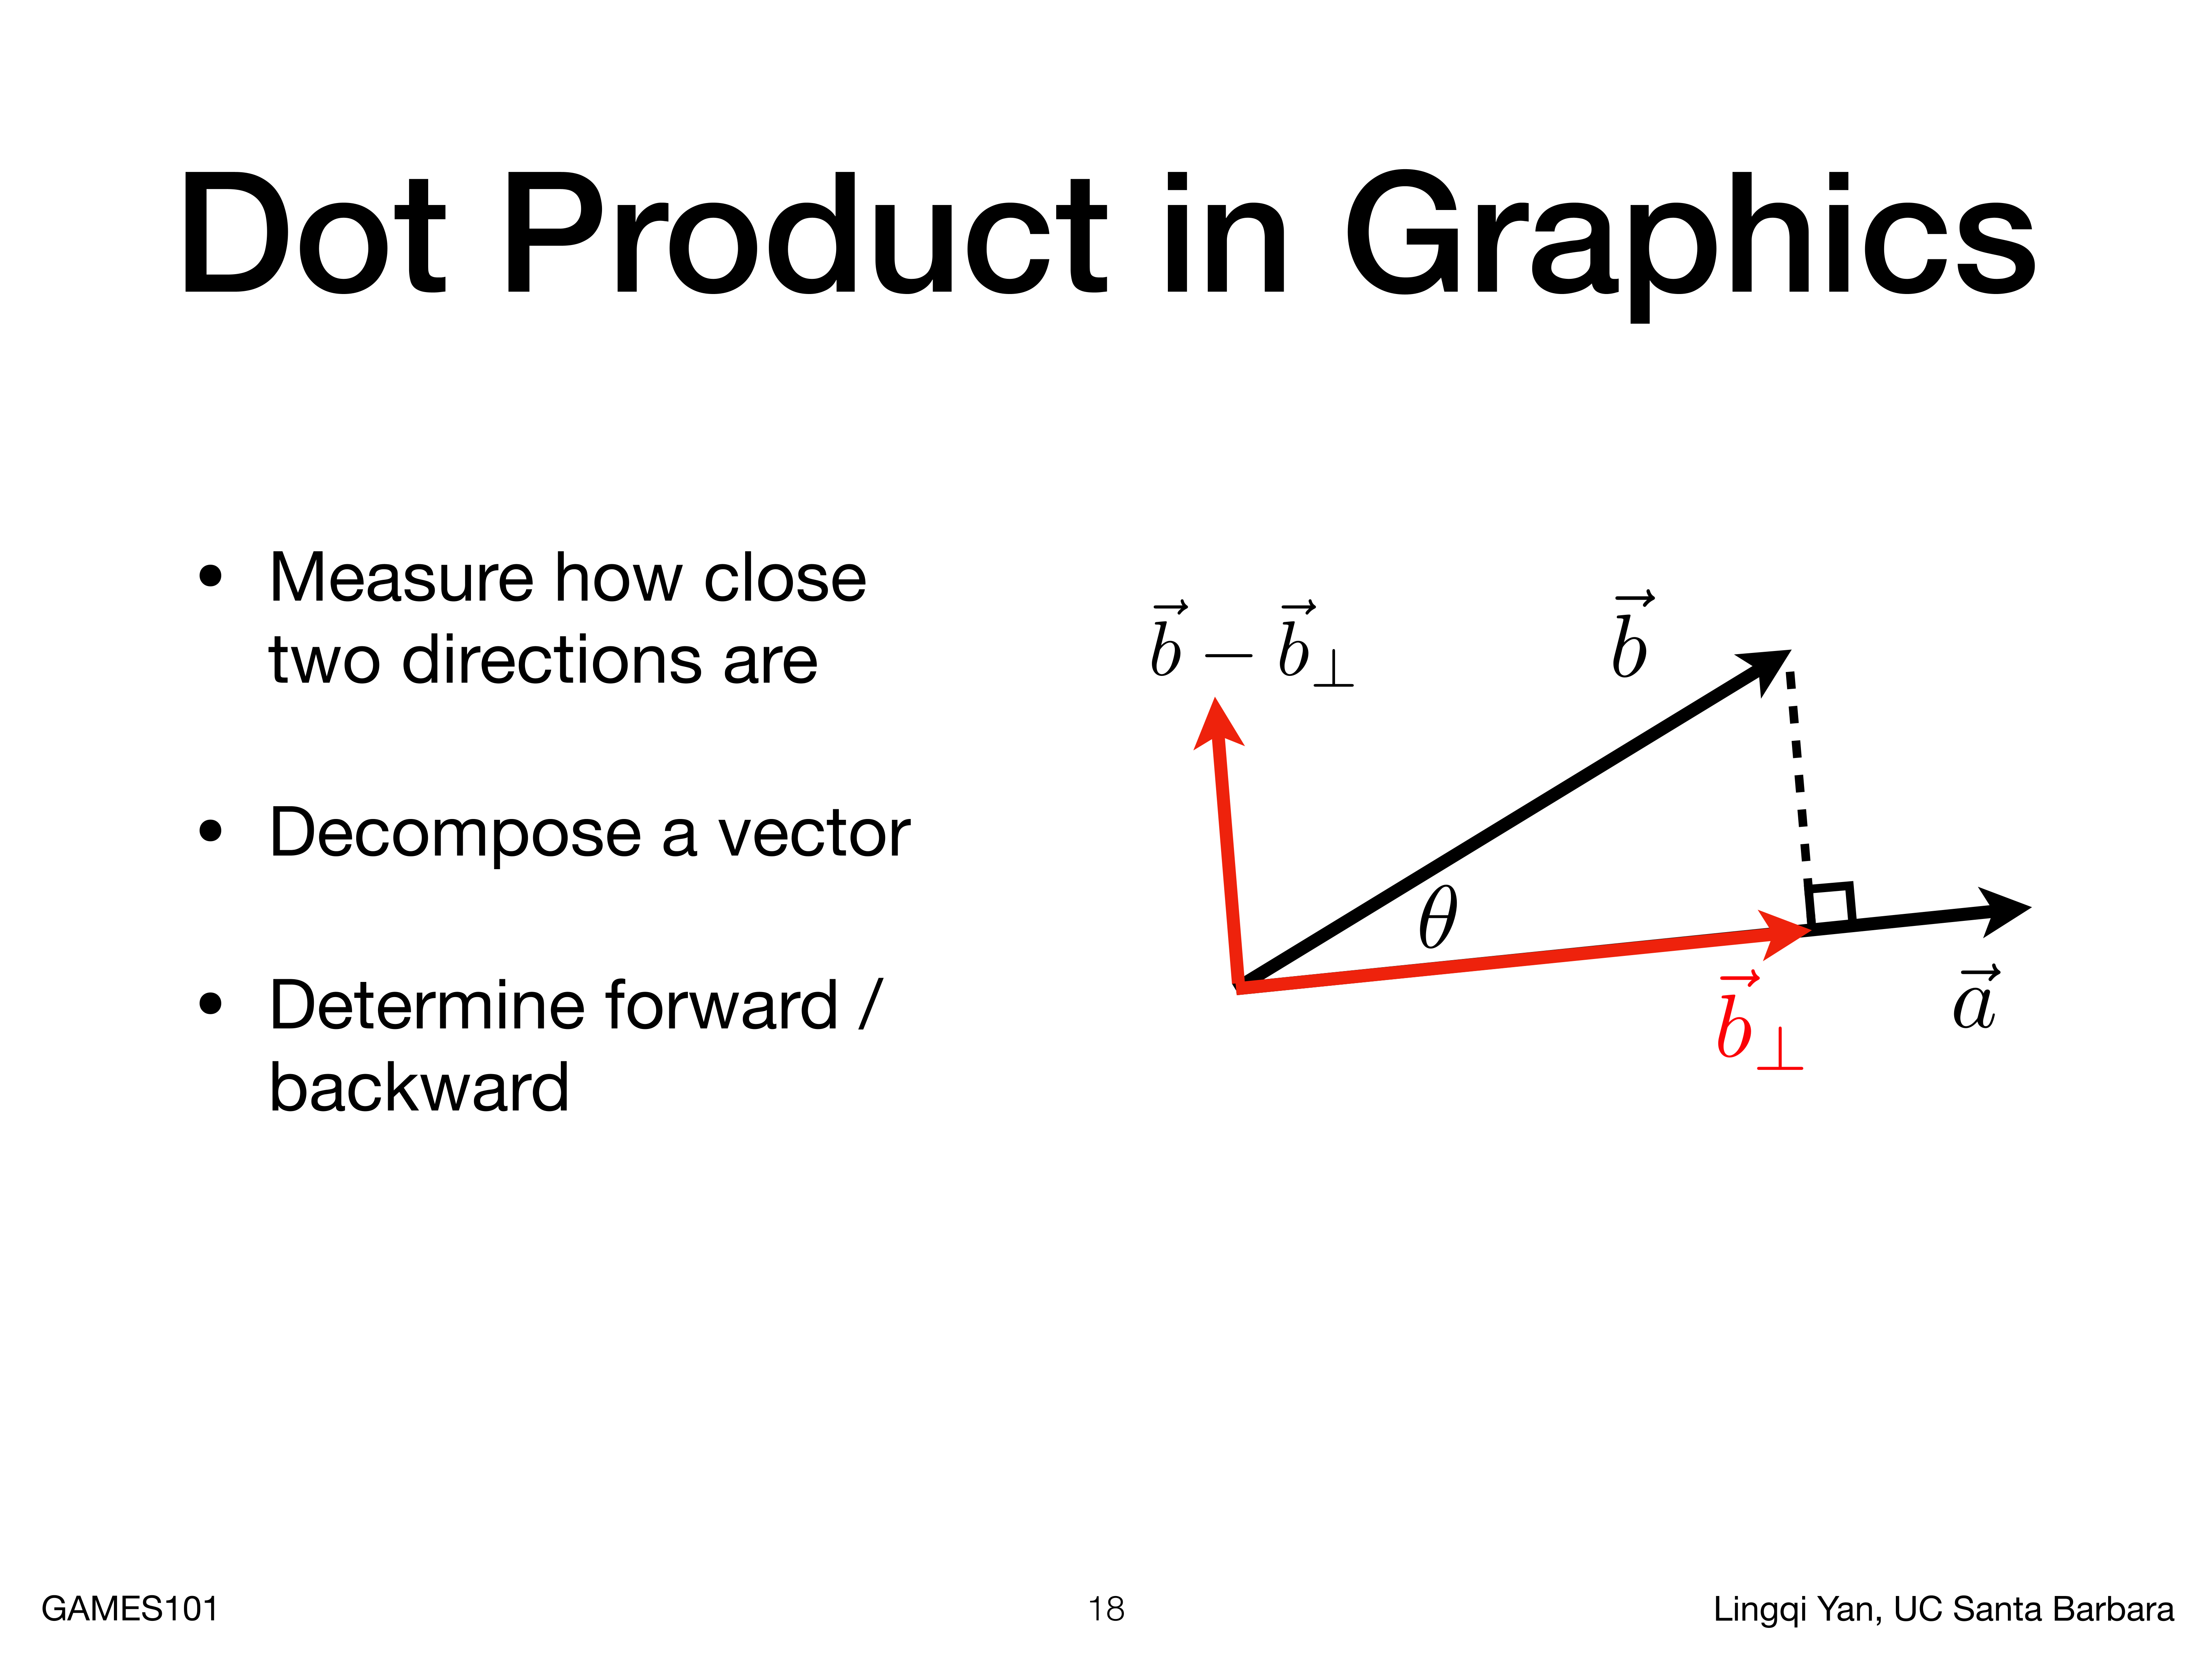 Dot Product in Graphics
• Measure how close
two directions are
• Decompose a vector
• Determine forward /
backward
$\vec{b} - \vec{b}_{\perp}$
$\vec{b}$
$\theta$
$\vec{b}_{\perp}$
$\vec{a}$
GAMES101
18
Lingqi Yan, UC Santa Barbara